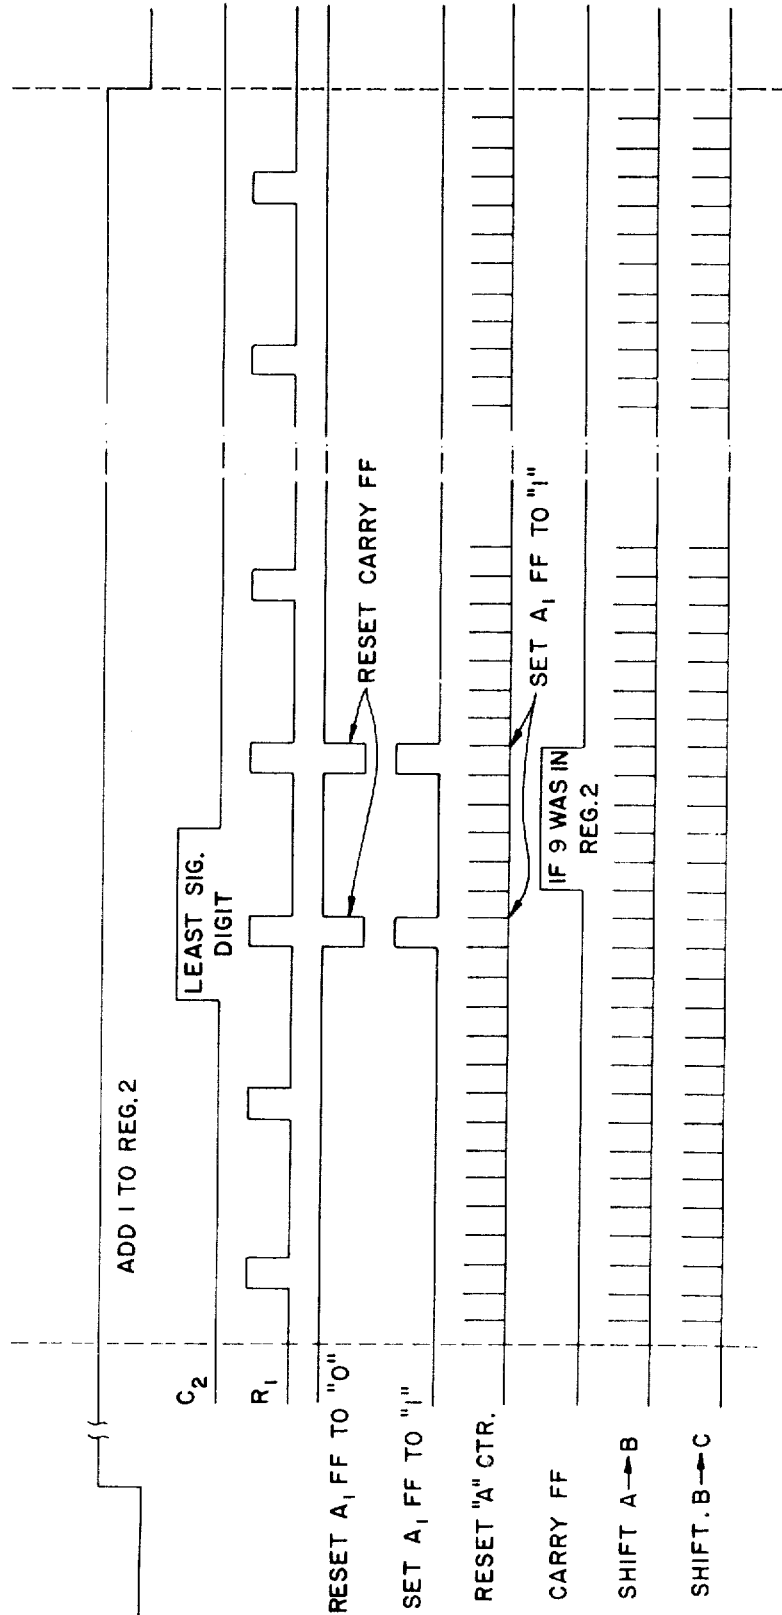 ADD 1 TO REG. 2
C2
LEAST SIG.
DIGIT
R1
RESET A1 FF TO "0"
RESET CARRY FF
SET A1 FF TO "1"
RESET "A" CTR.
SET A1 FF TO "1"
CARRY FF
IF 9 WAS IN
REG. 2
SHIFT A→B
SHIFT. B→C